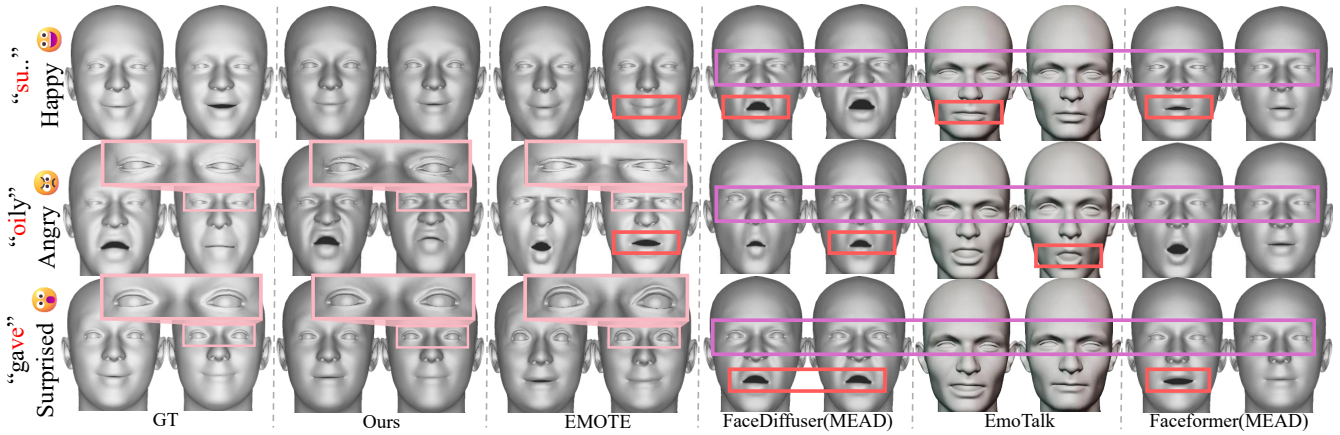 “su..”
Happy
“oily”
Angry
“gave”
Surprised
GT
Ours
EMOTE
FaceDiffuser(MEAD)
EmoTalk
Faceformer(MEAD)